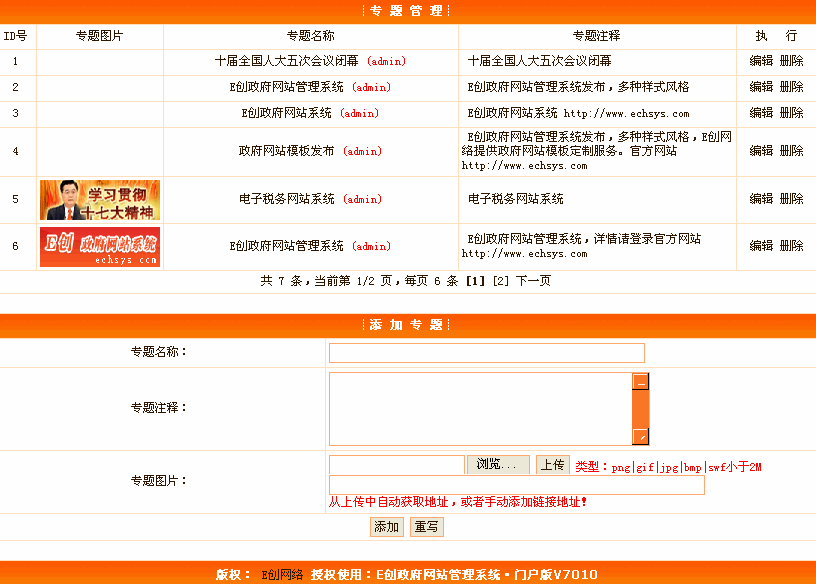 专 题 管 理
ID号 专题图片 专题名称 专题注释 执 行
1 十届全国人大五次会议闭幕 (admin) 十届全国人大五次会议闭幕 编辑 删除
2 E创政府网站管理系统 (admin) E创政府网站管理系统发布，多种样式风格 编辑 删除
3 E创政府网站系统 (admin) E创政府网站系统 http://www.echsys.com 编辑 删除
4 政府网站模板发布 (admin) E创政府网站管理系统发布，多种样式风格，E创网
络提供政府网站模板定制服务。官方网站
http://www.echsys.com 编辑 删除
5 学习贯彻
十七大精神 电子税务网站系统 (admin) 电子税务网站系统 编辑 删除
6 E创 政府网站系统
echsys com E创政府网站管理系统 (admin) E创政府网站管理系统，详情请登录官方网站
http://www.echsys.com 编辑 删除
共 7 条，当前第 1/2 页，每页 6 条 [1] [2] 下一页
添 加 专 题
专题名称：
专题注释：
专题图片： 浏览... 上传 类型：png|gif|jpg|bmp|swf小于2M
从上传中自动获取地址，或者手动添加链接地址！
添加 重写
版权： E创网络 授权使用：E创政府网站管理系统·门户版V7010